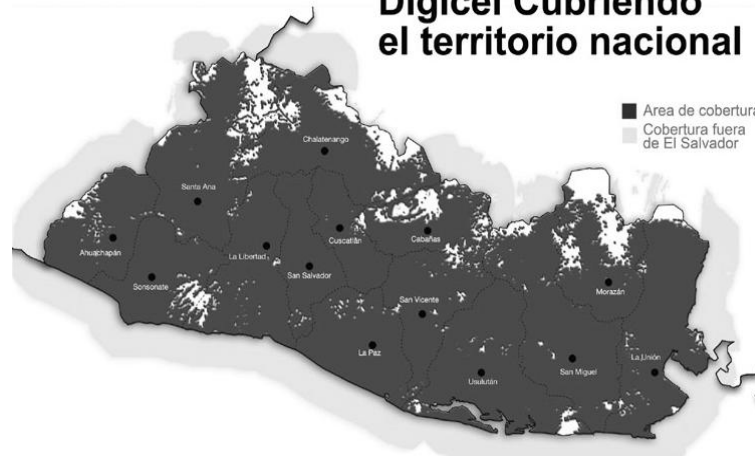 Digicel Cubriendo
el territorio nacional
Area de cobertura
Cobertura fuera
de El Salvador
Chalatenango
Santa Ana
Cuscatlán
Cabañas
Ahuachapán
La Libertad
San Salvador
Sonsonate
Morazán
San Vicente
La Paz
San Miguel
La Unión
Usulután